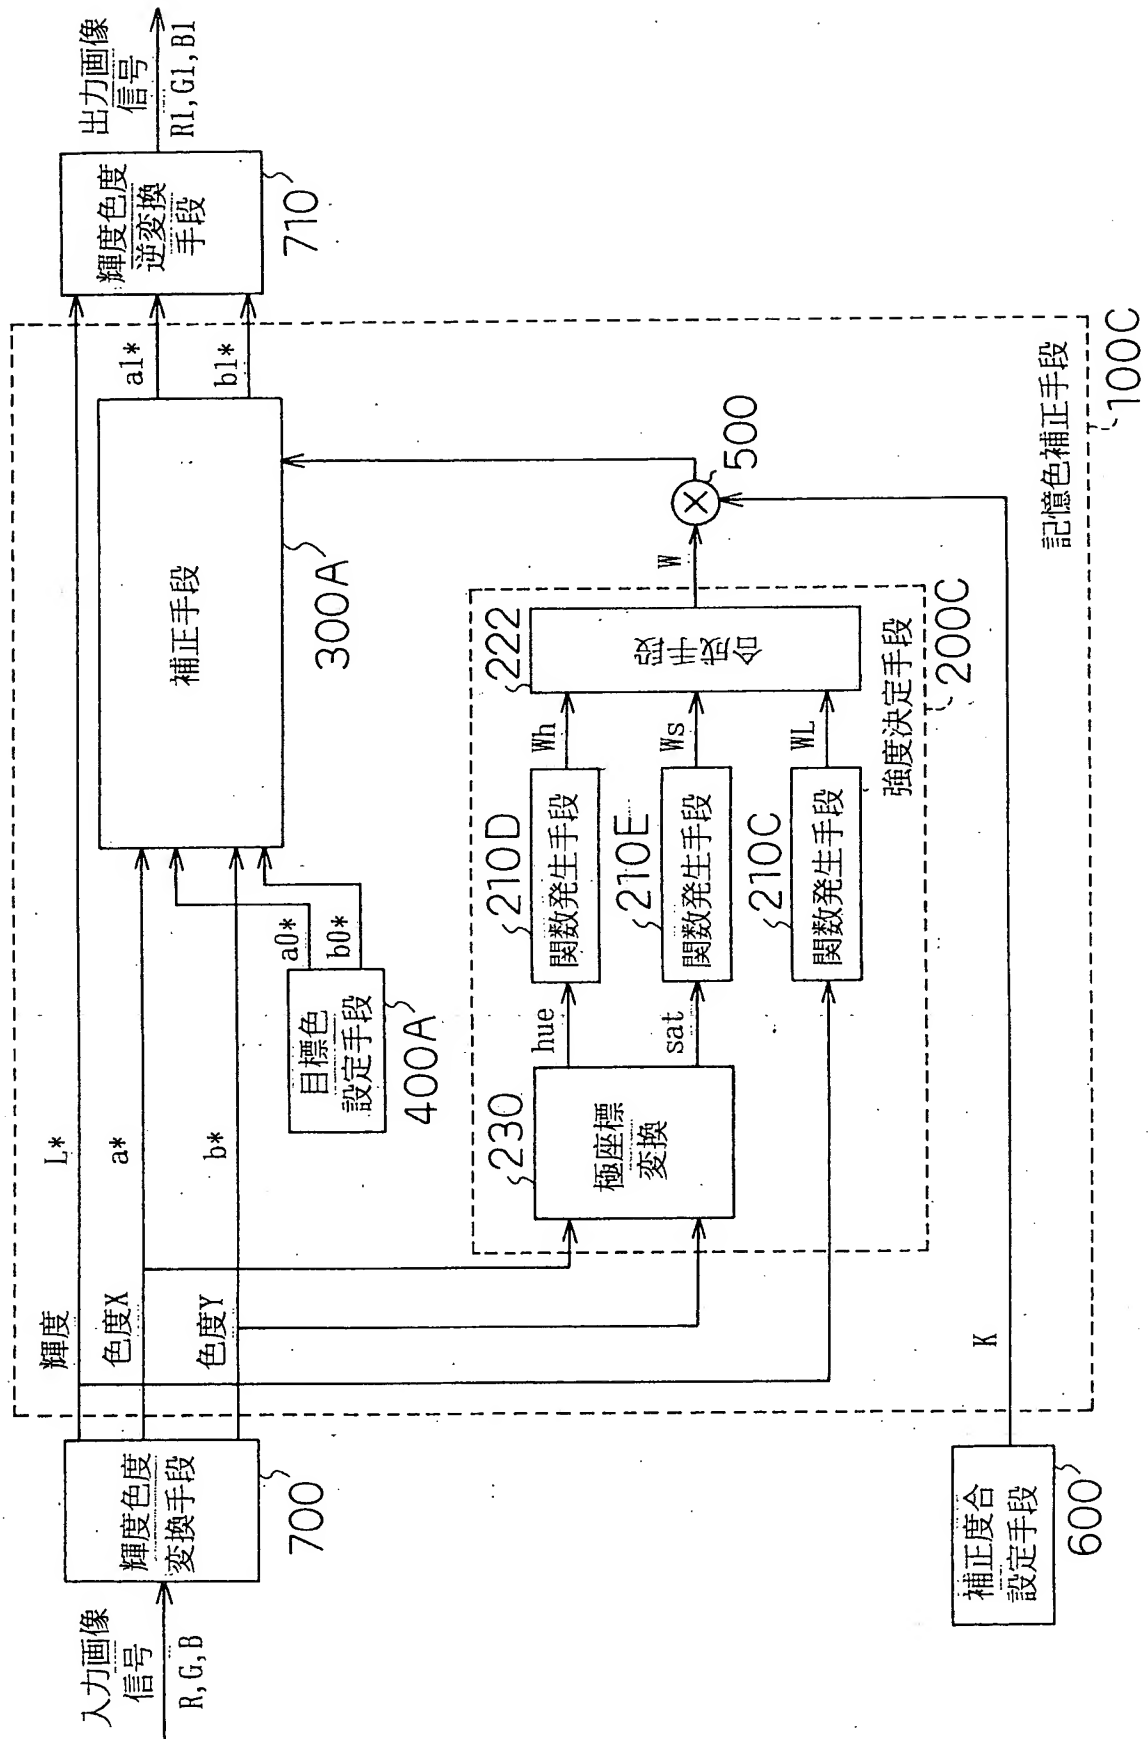 入力画像
信号
R,G,B
輝度色度
変換手段
700
輝度
L*
色度X
a*
色度Y
b*
目標色
設定手段
400A
a0*
b0*
補正手段
300A
a1*
b1*
輝度色度
逆変換
手段
710
出力画像
信号
R1,G1,B1
230
極座標
変換
hue
sat
210D
関数発生手段
Wh
210E
関数発生手段
Ws
210C
関数発生手段
WL
222
合成手段
強度決定手段
200C
W
500
記憶色補正手段
100C
補正度合
設定手段
600
K